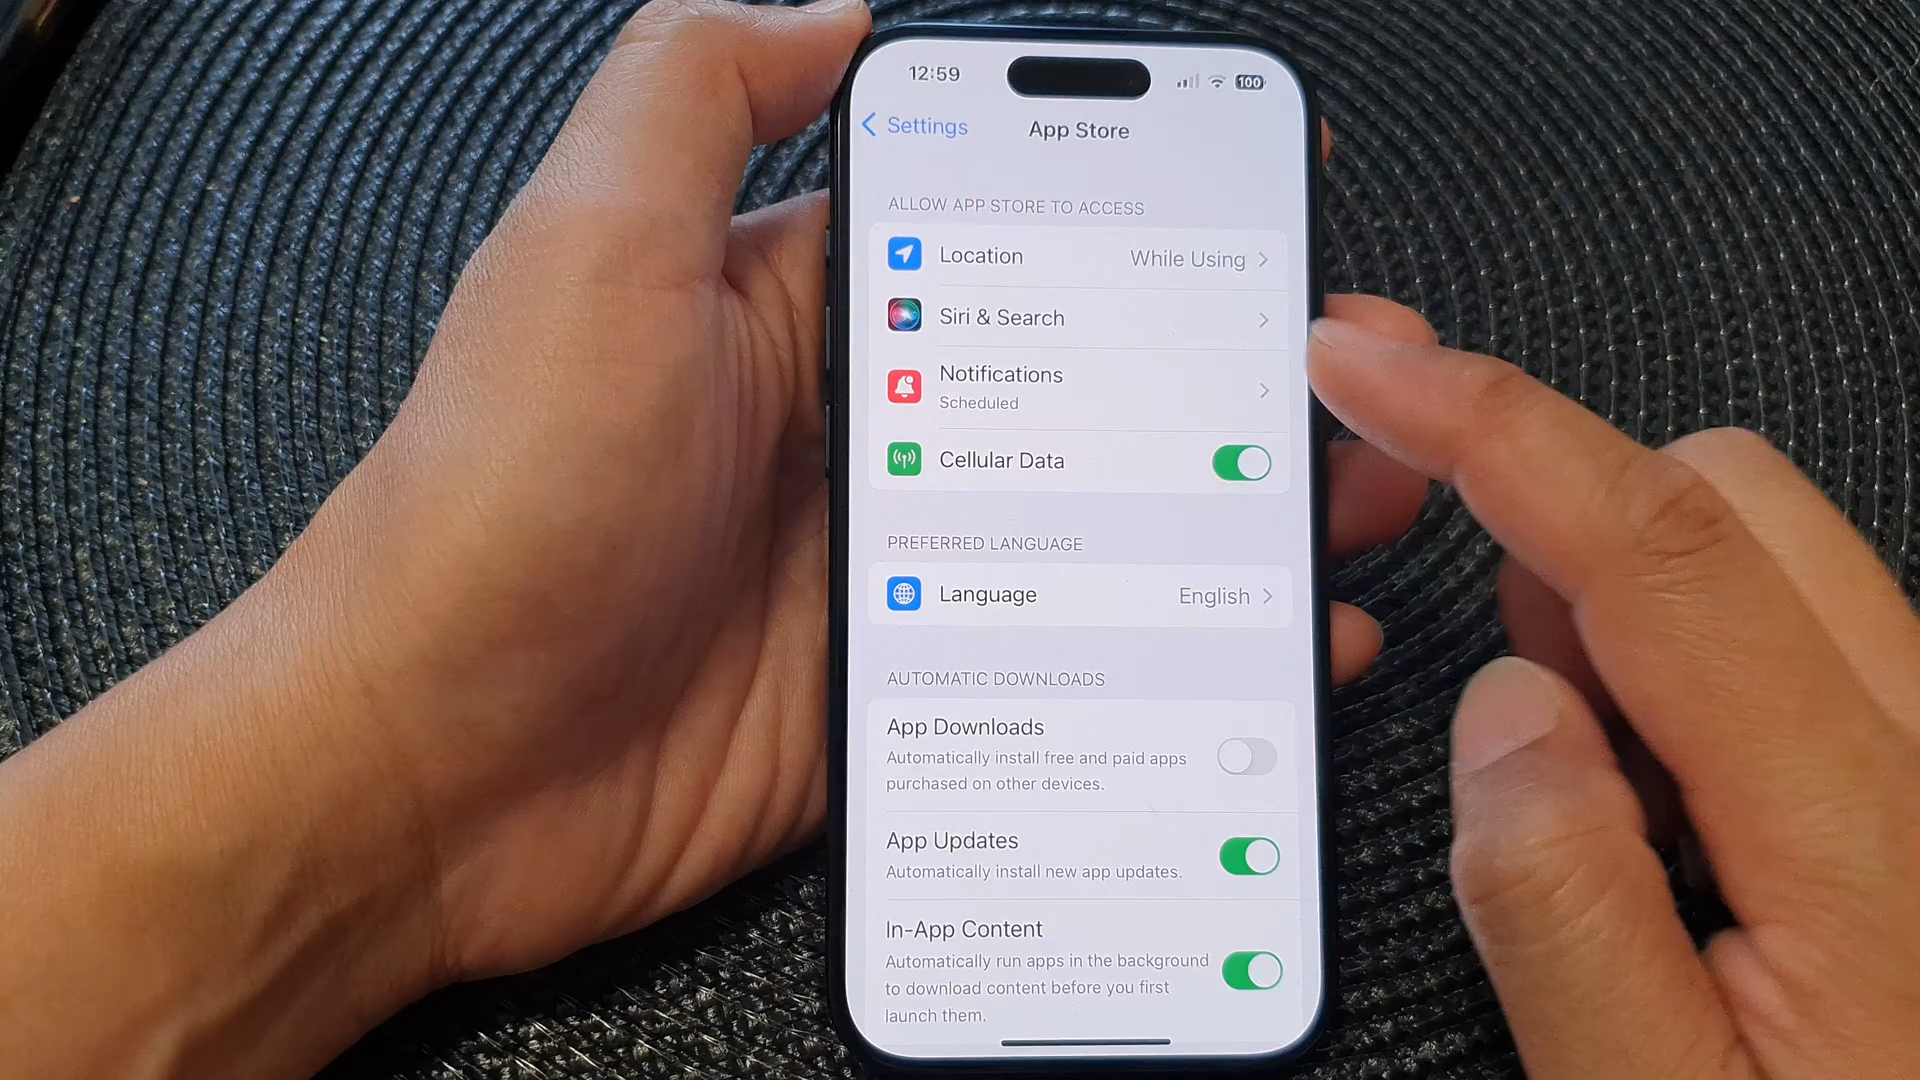 12:59
100
Settings
App Store
ALLOW APP STORE TO ACCESS
Location
While Using
Siri & Search
Notifications
Scheduled
Cellular Data
PREFERRED LANGUAGE
Language
English
AUTOMATIC DOWNLOADS
App Downloads
Automatically install free and paid apps
purchased on other devices.
App Updates
Automatically install new app updates.
In-App Content
Automatically run apps in the background
to download content before you first
launch them.